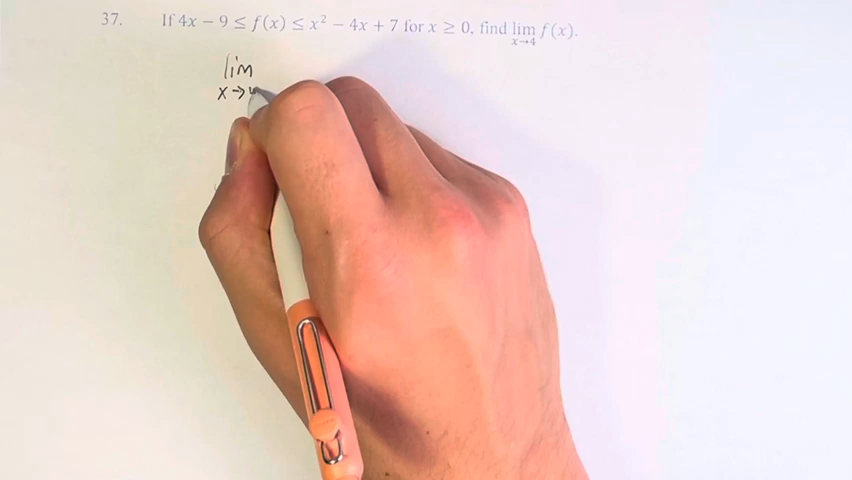 37. If 4x − 9 ≤ f(x) ≤ x² − 4x + 7 for x ≥ 0, find lim f(x).
x→4
lim
x →